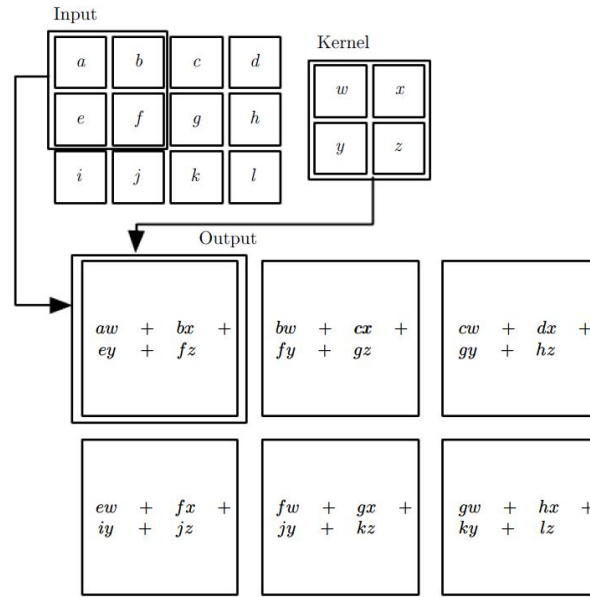 Input
a b c d
e f g h
i j k l
Kernel
w x
y z
Output
aw + bx +
ey + fz
bw + cx +
fy + gz
cw + dx +
gy + hz
ew + fx +
iy + jz
fw + gx +
jy + kz
gw + hx +
ky + lz